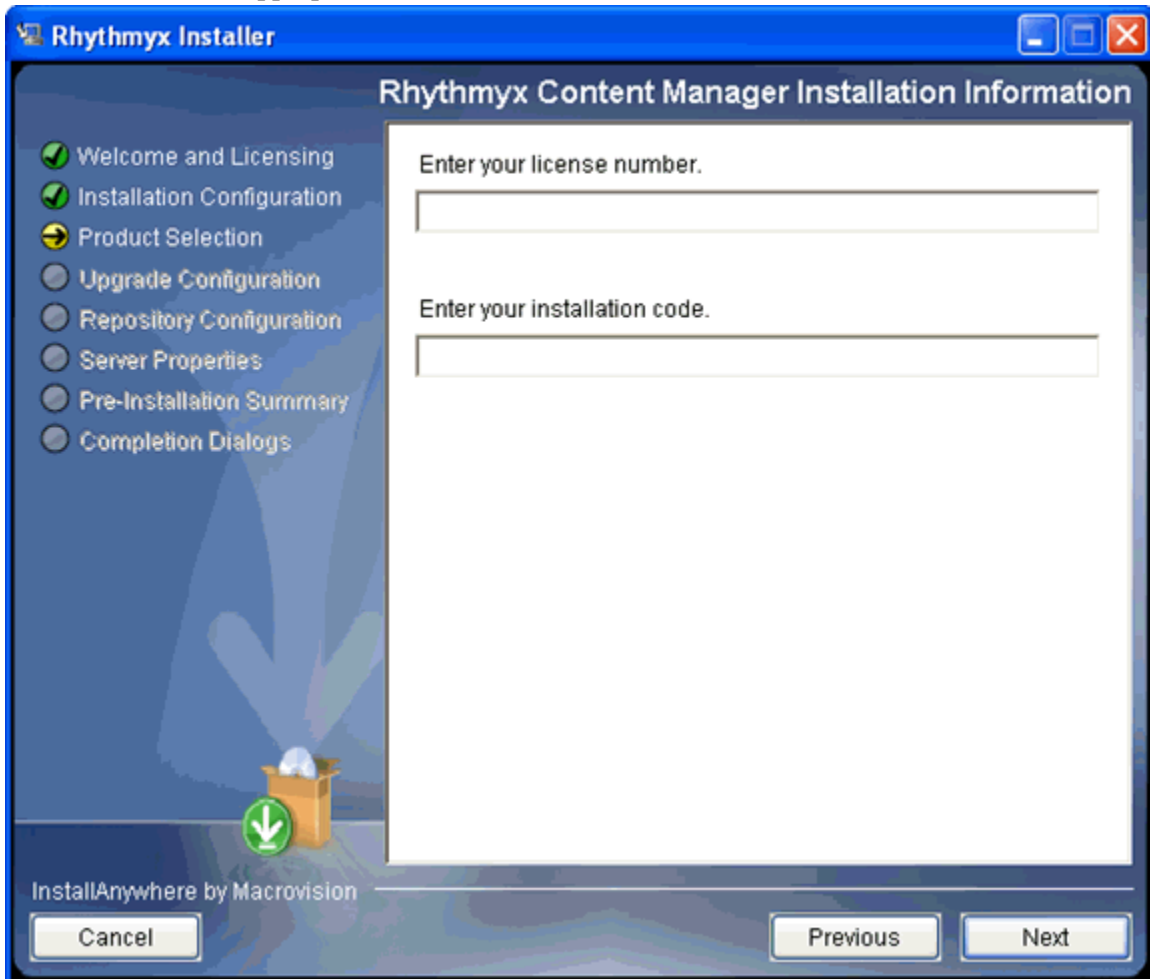 Rhythmyx Installer
Rhythmyx Content Manager Installation Information
Welcome and Licensing
Installation Configuration
Product Selection
Upgrade Configuration
Repository Configuration
Server Properties
Pre-Installation Summary
Completion Dialogs
Enter your license number.
Enter your installation code.
InstallAnywhere by Macrovision
Cancel
Previous
Next